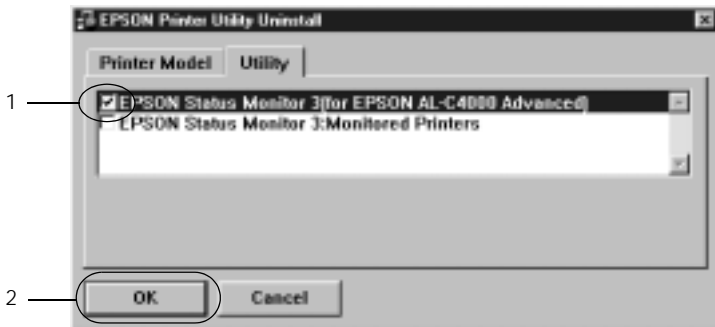 EPSON Printer Utility Uninstall
Printer Model Utility
1 EPSON Status Monitor 3(for EPSON AL-C4000 Advanced)
EPSON Status Monitor 3:Monitored Printers
2 OK Cancel